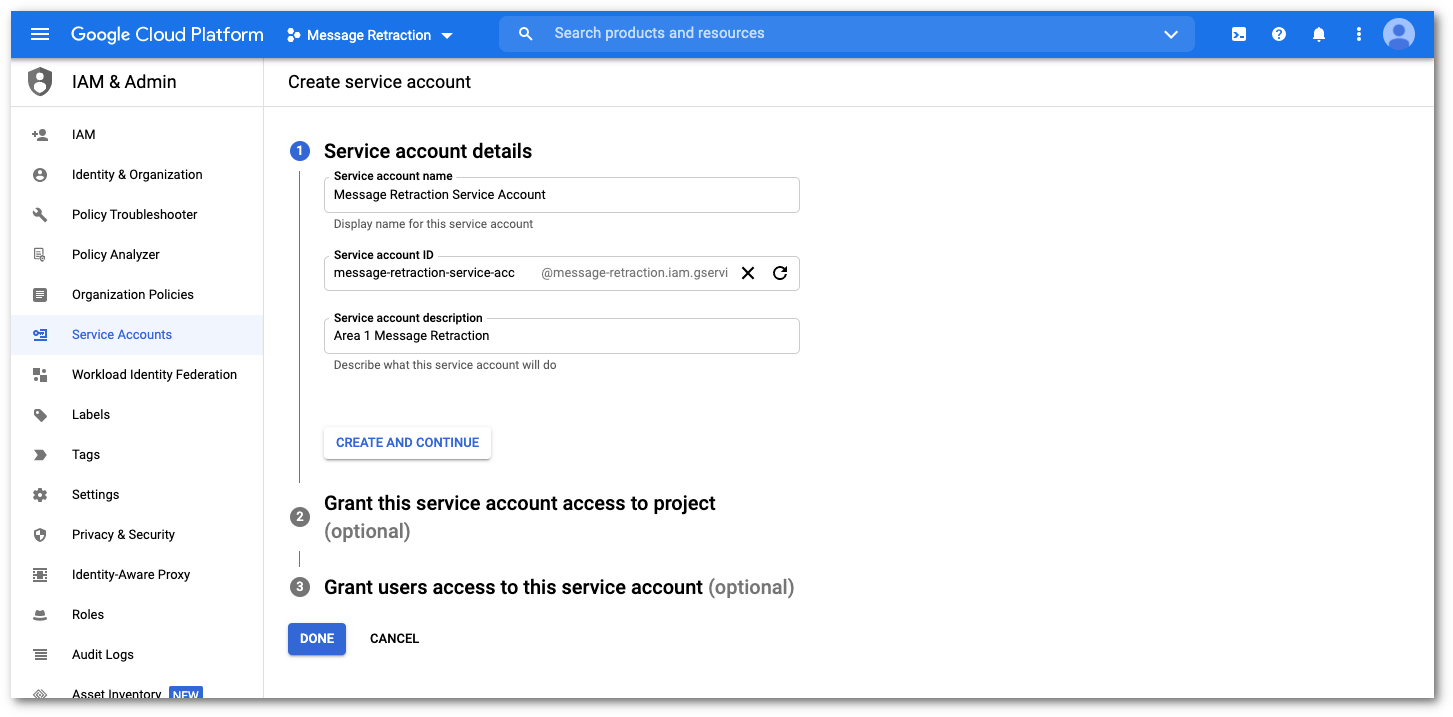 Google Cloud Platform
Message Retraction
Search products and resources
IAM & Admin
Create service account
IAM
Identity & Organization
Policy Troubleshooter
Policy Analyzer
Organization Policies
Service Accounts
Workload Identity Federation
Labels
Tags
Settings
Privacy & Security
Identity-Aware Proxy
Roles
Audit Logs
Asset Inventory NEW
1 Service account details
Service account name
Message Retraction Service Account
Display name for this service account
Service account ID
message-retraction-service-acc @message-retraction.iam.gservi
Service account description
Area 1 Message Retraction
Describe what this service account will do
CREATE AND CONTINUE
2 Grant this service account access to project
(optional)
3 Grant users access to this service account (optional)
DONE CANCEL